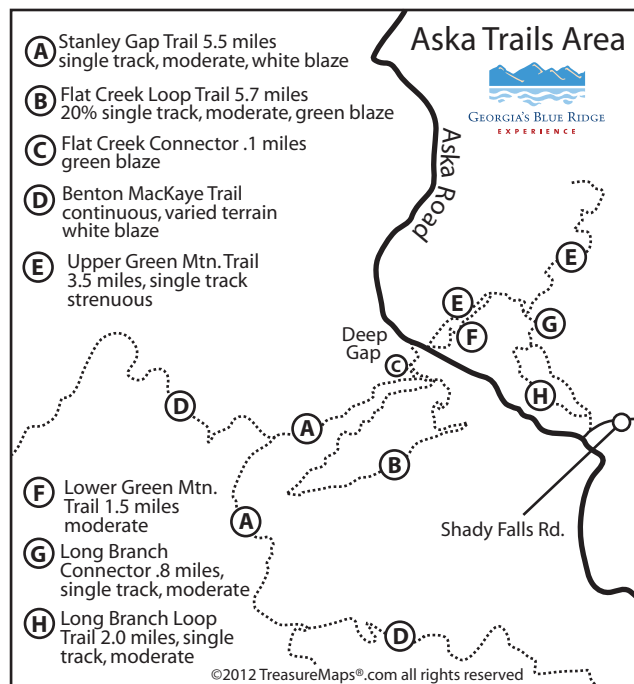 Aska Trails Area
GEORGIA'S BLUE RIDGE
EXPERIENCE
A Stanley Gap Trail 5.5 miles
single track, moderate, white blaze
B Flat Creek Loop Trail 5.7 miles
20% single track, moderate, green blaze
C Flat Creek Connector .1 miles
green blaze
D Benton MacKaye Trail
continuous, varied terrain
white blaze
E Upper Green Mtn. Trail
3.5 miles, single track
strenuous
Aska Road
E
E
F
G
Deep
Gap
C
H
D
A
B
F Lower Green Mtn.
Trail 1.5 miles
moderate
A
Shady Falls Rd.
G Long Branch
Connector .8 miles,
single track, moderate
H Long Branch Loop
Trail 2.0 miles, single
track, moderate
D
©2012 TreasureMaps®.com all rights reserved